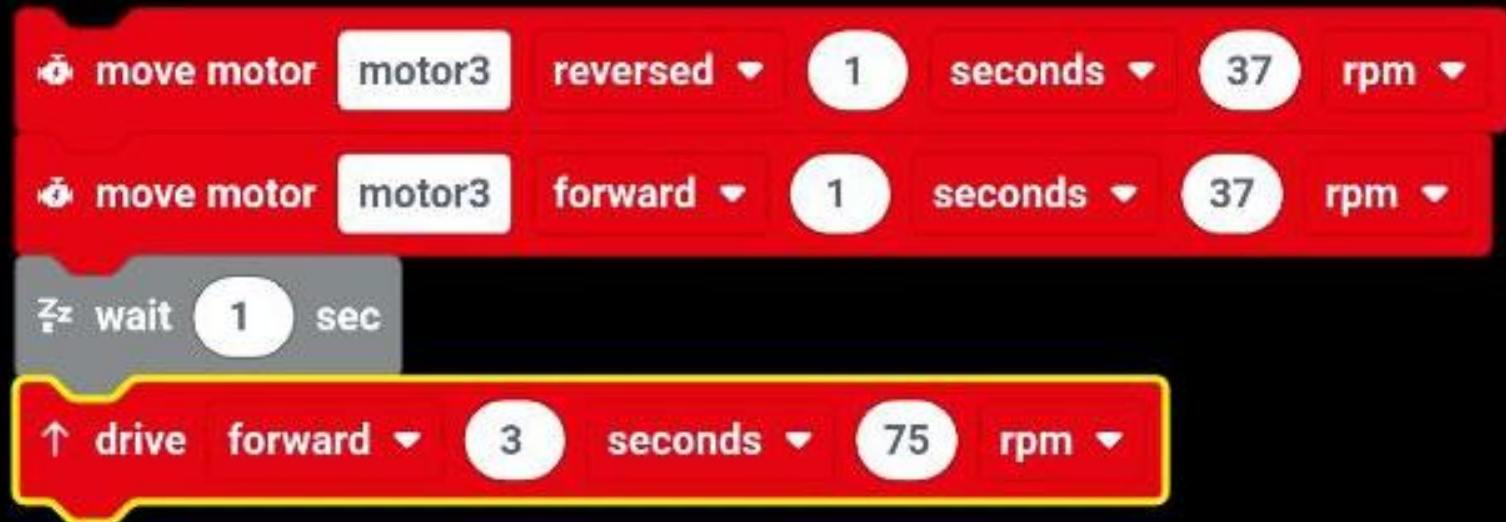 move motor motor3 reversed 1 seconds 37 rpm
move motor motor3 forward 1 seconds 37 rpm
Zz wait 1 sec
drive forward 3 seconds 75 rpm